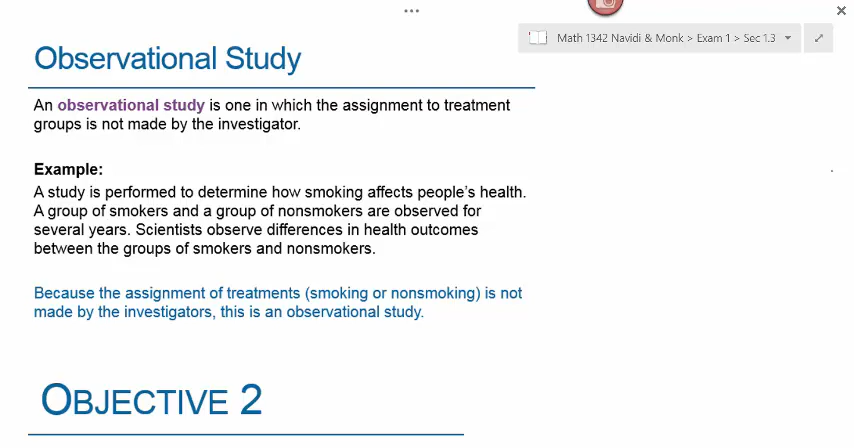 Math 1342 Navidi & Monk > Exam 1 > Sec 1.3
Observational Study
An observational study is one in which the assignment to treatment
groups is not made by the investigator.
Example:
A study is performed to determine how smoking affects people's health.
A group of smokers and a group of nonsmokers are observed for
several years. Scientists observe differences in health outcomes
between the groups of smokers and nonsmokers.
Because the assignment of treatments (smoking or nonsmoking) is not
made by the investigators, this is an observational study.
OBJECTIVE 2